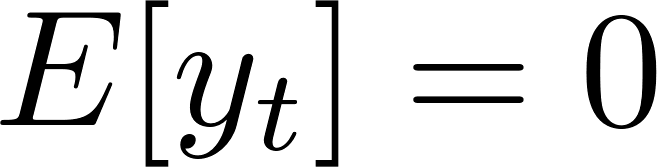 E[y_t] = 0